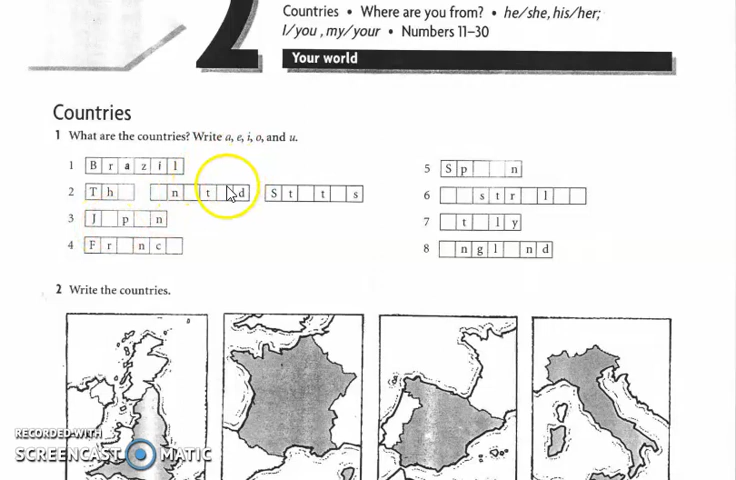 2
Countries • Where are you from? • he/she, his/her;
I/you , my/your • Numbers 11–30
Your world
Countries
1 What are the countries? Write a, e, i, o, and u.
1 B r a z i l
2 T h _ _ n _ t _ d S t _ t _ s
3 J _ p _ n
4 F r _ n c _
5 S p _ _ n
6 _ _ s t r _ l _ _
7 _ t _ l y
8 _ n g l _ n d
2 Write the countries.
RECORDED WITH
SCREENCAST MATIC